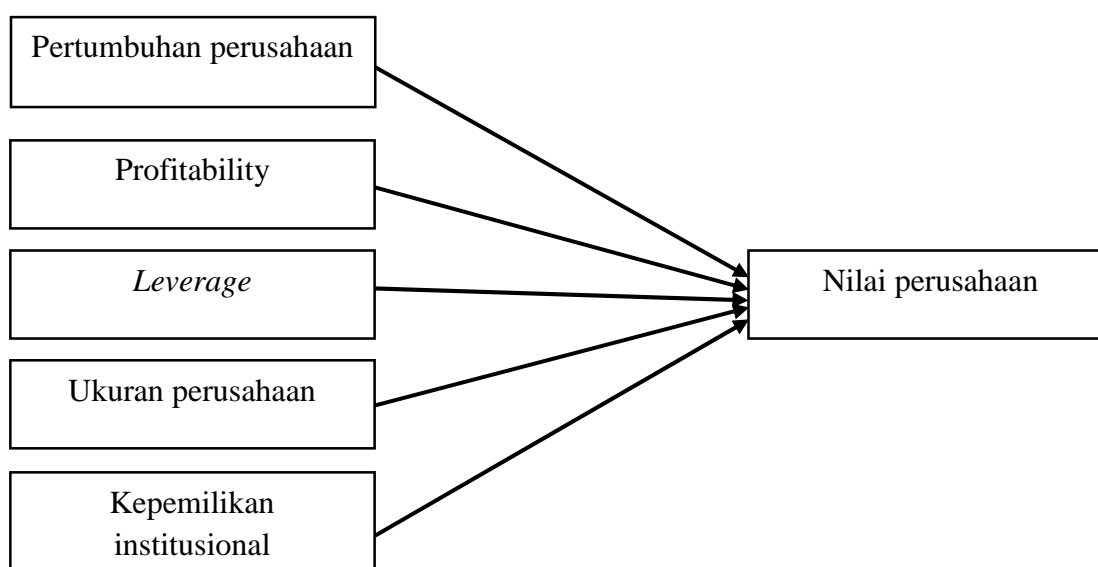 Pertumbuhan perusahaan
Profitability
Leverage
Nilai perusahaan
Ukuran perusahaan
Kepemilikan
institusional